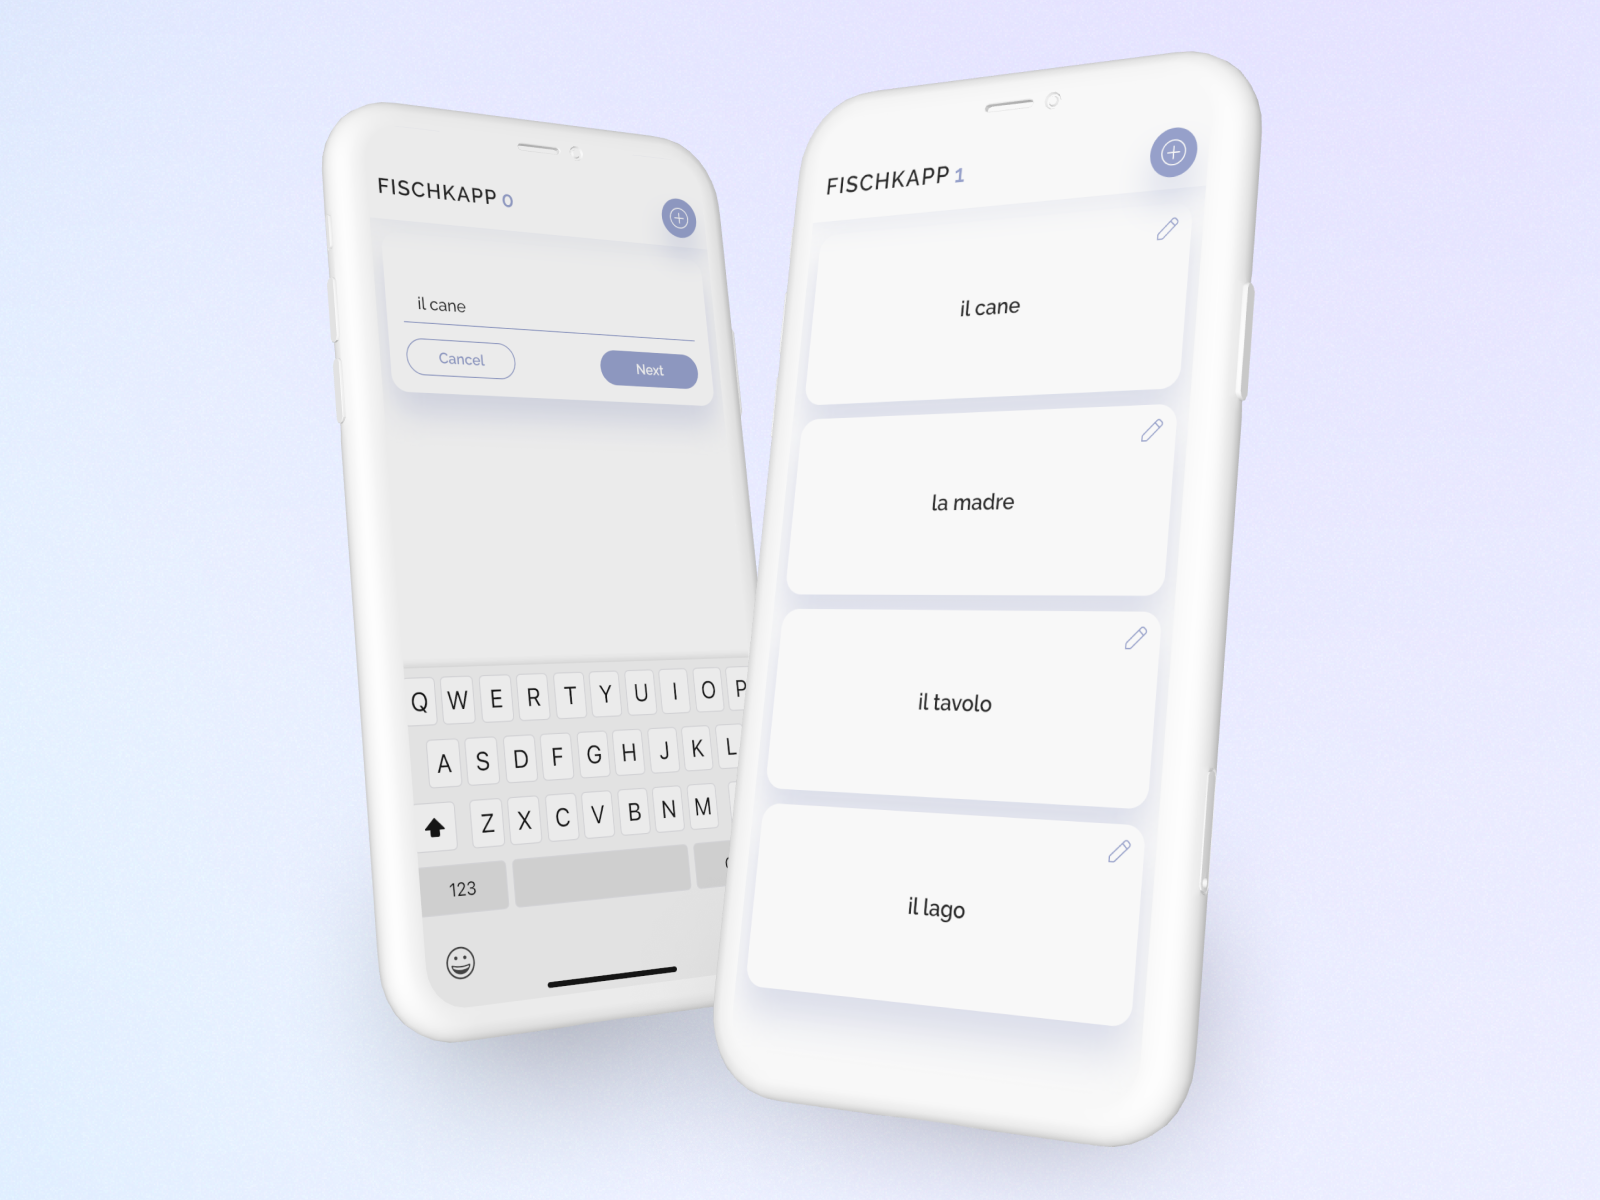 FISCHKAPP 0
il cane
Cancel
Next
Q W E R T Y U I O P
A S D F G H J K L
Z X C V B N M
123
FISCHKAPP 1
il cane
la madre
il tavolo
il lago